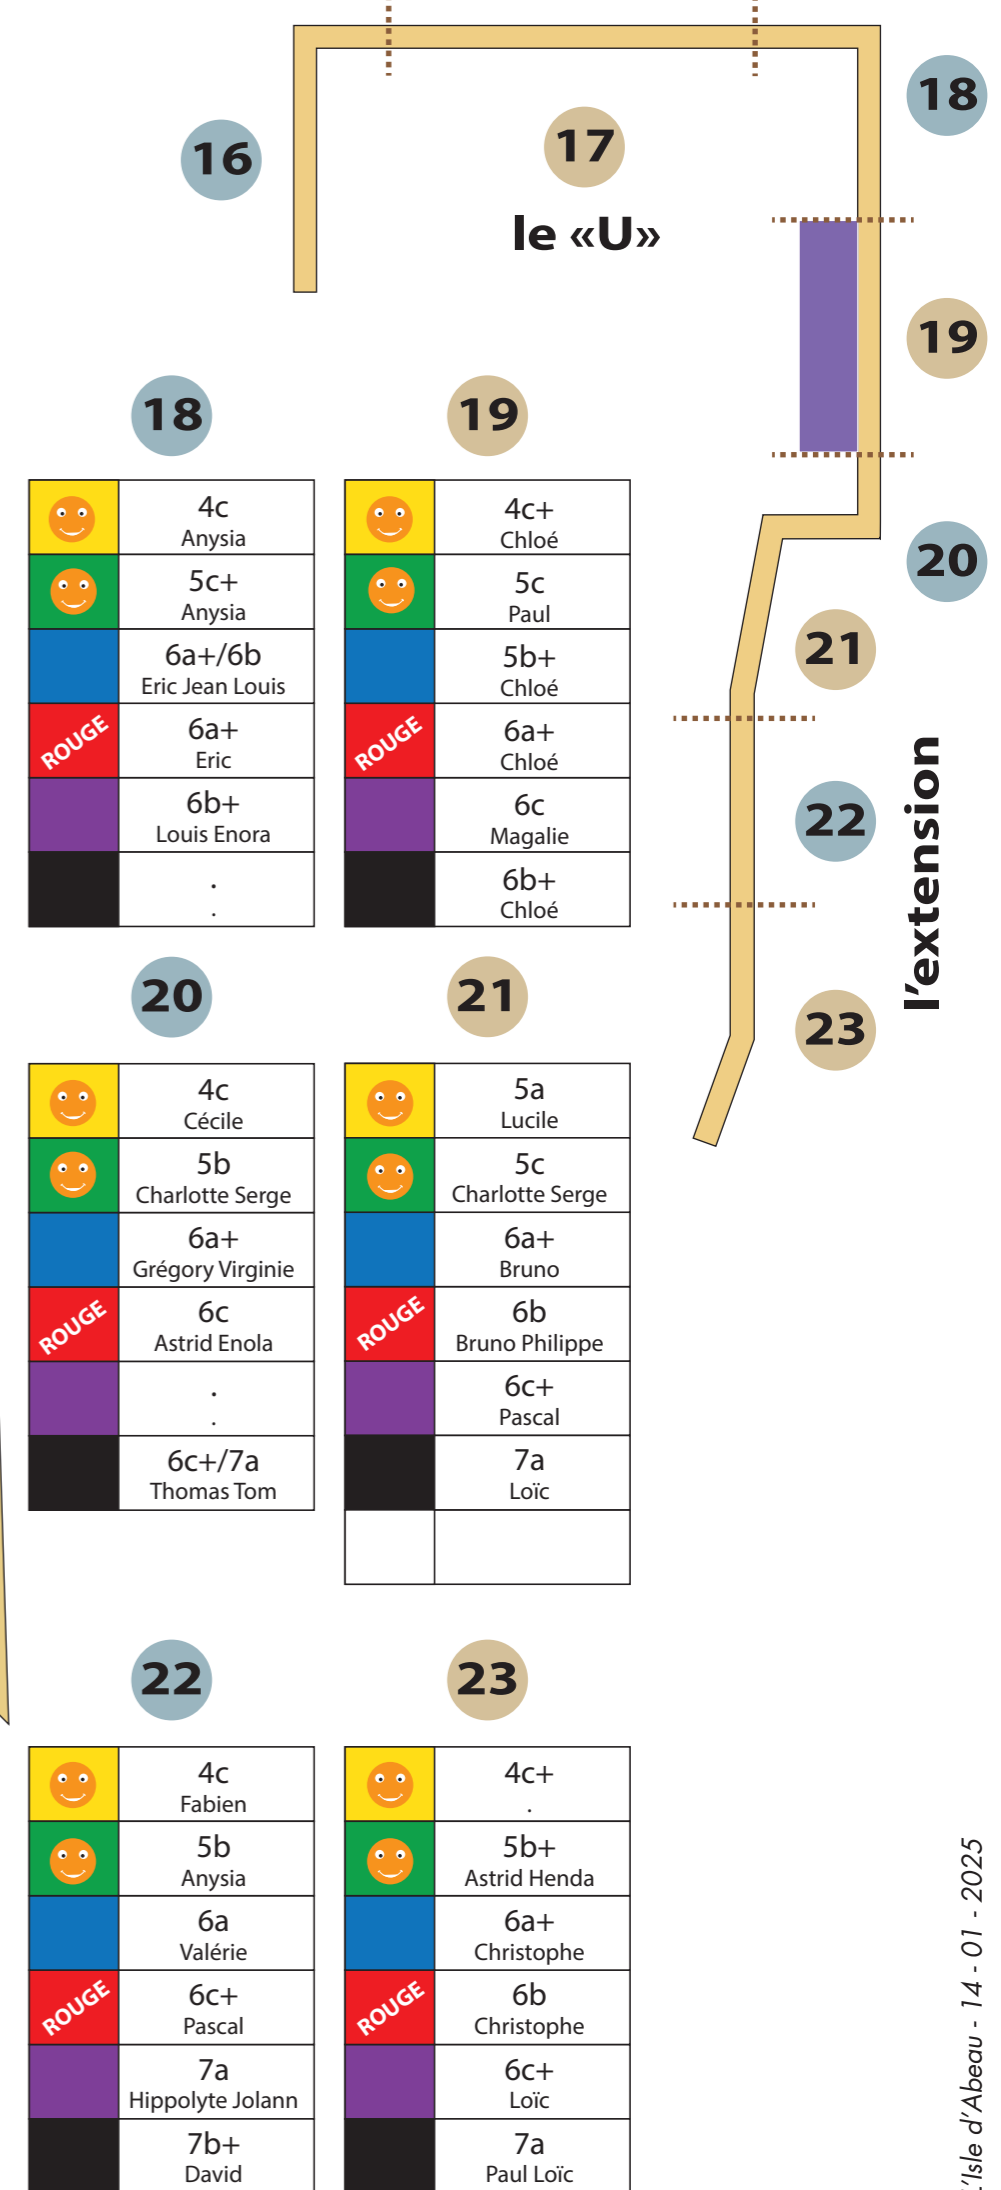 16
17
18
le «U»
19
20
21
22
23
l'extension
18
4c
Anysia
5c+
Anysia
6a+/6b
Eric Jean Louis
ROUGE
6a+
Eric
6b+
Louis Enora
.
.
19
4c+
Chloé
5c
Paul
5b+
Chloé
ROUGE
6a+
Chloé
6c
Magalie
6b+
Chloé
20
4c
Cécile
5b
Charlotte Serge
6a+
Grégory Virginie
ROUGE
6c
Astrid Enola
.
.
6c+/7a
Thomas Tom
21
5a
Lucile
5c
Charlotte Serge
6a+
Bruno
ROUGE
6b
Bruno Philippe
6c+
Pascal
7a
Loïc
22
4c
Fabien
5b
Anysia
6a
Valérie
ROUGE
6c+
Pascal
7a
Hippolyte Jolann
7b+
David
23
4c+
.
5b+
Astrid Henda
6a+
Christophe
ROUGE
6b
Christophe
6c+
Loïc
7a
Paul Loïc
L'Isle d'Abeau - 14 - 01 - 2025